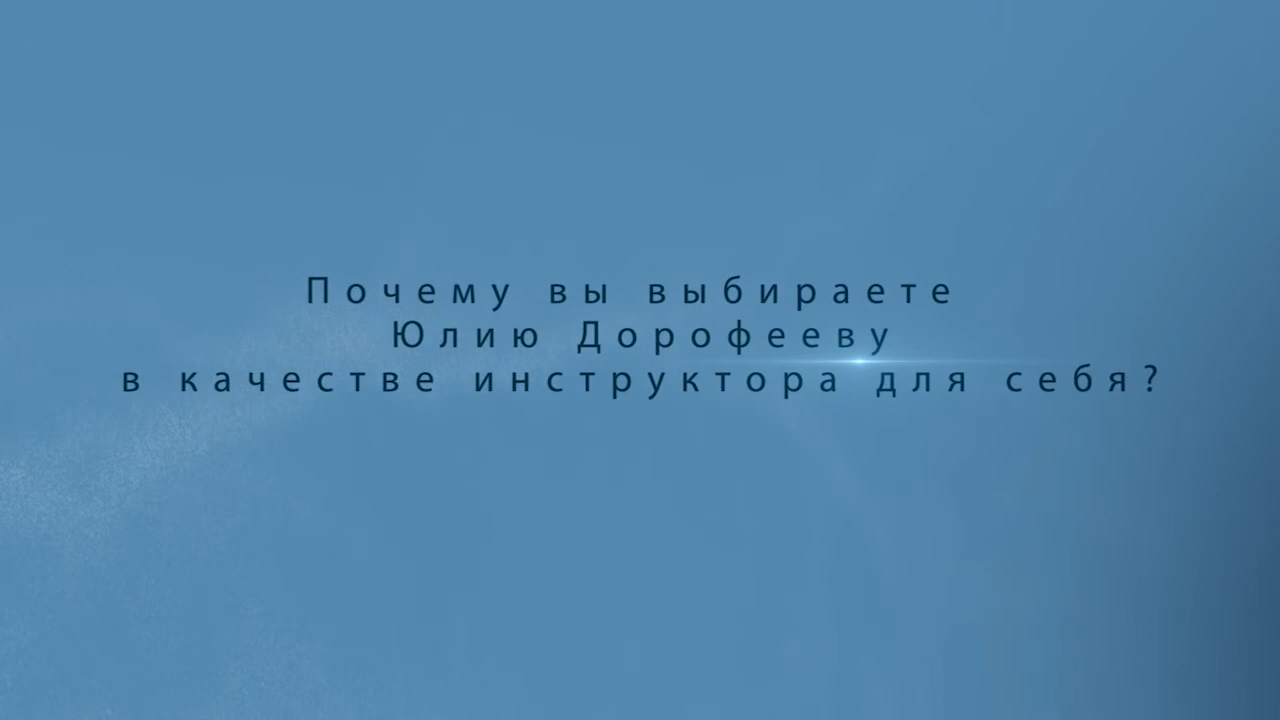 Почему вы выбираете
Юлию Дорофееву
в качестве инструктора для себя?